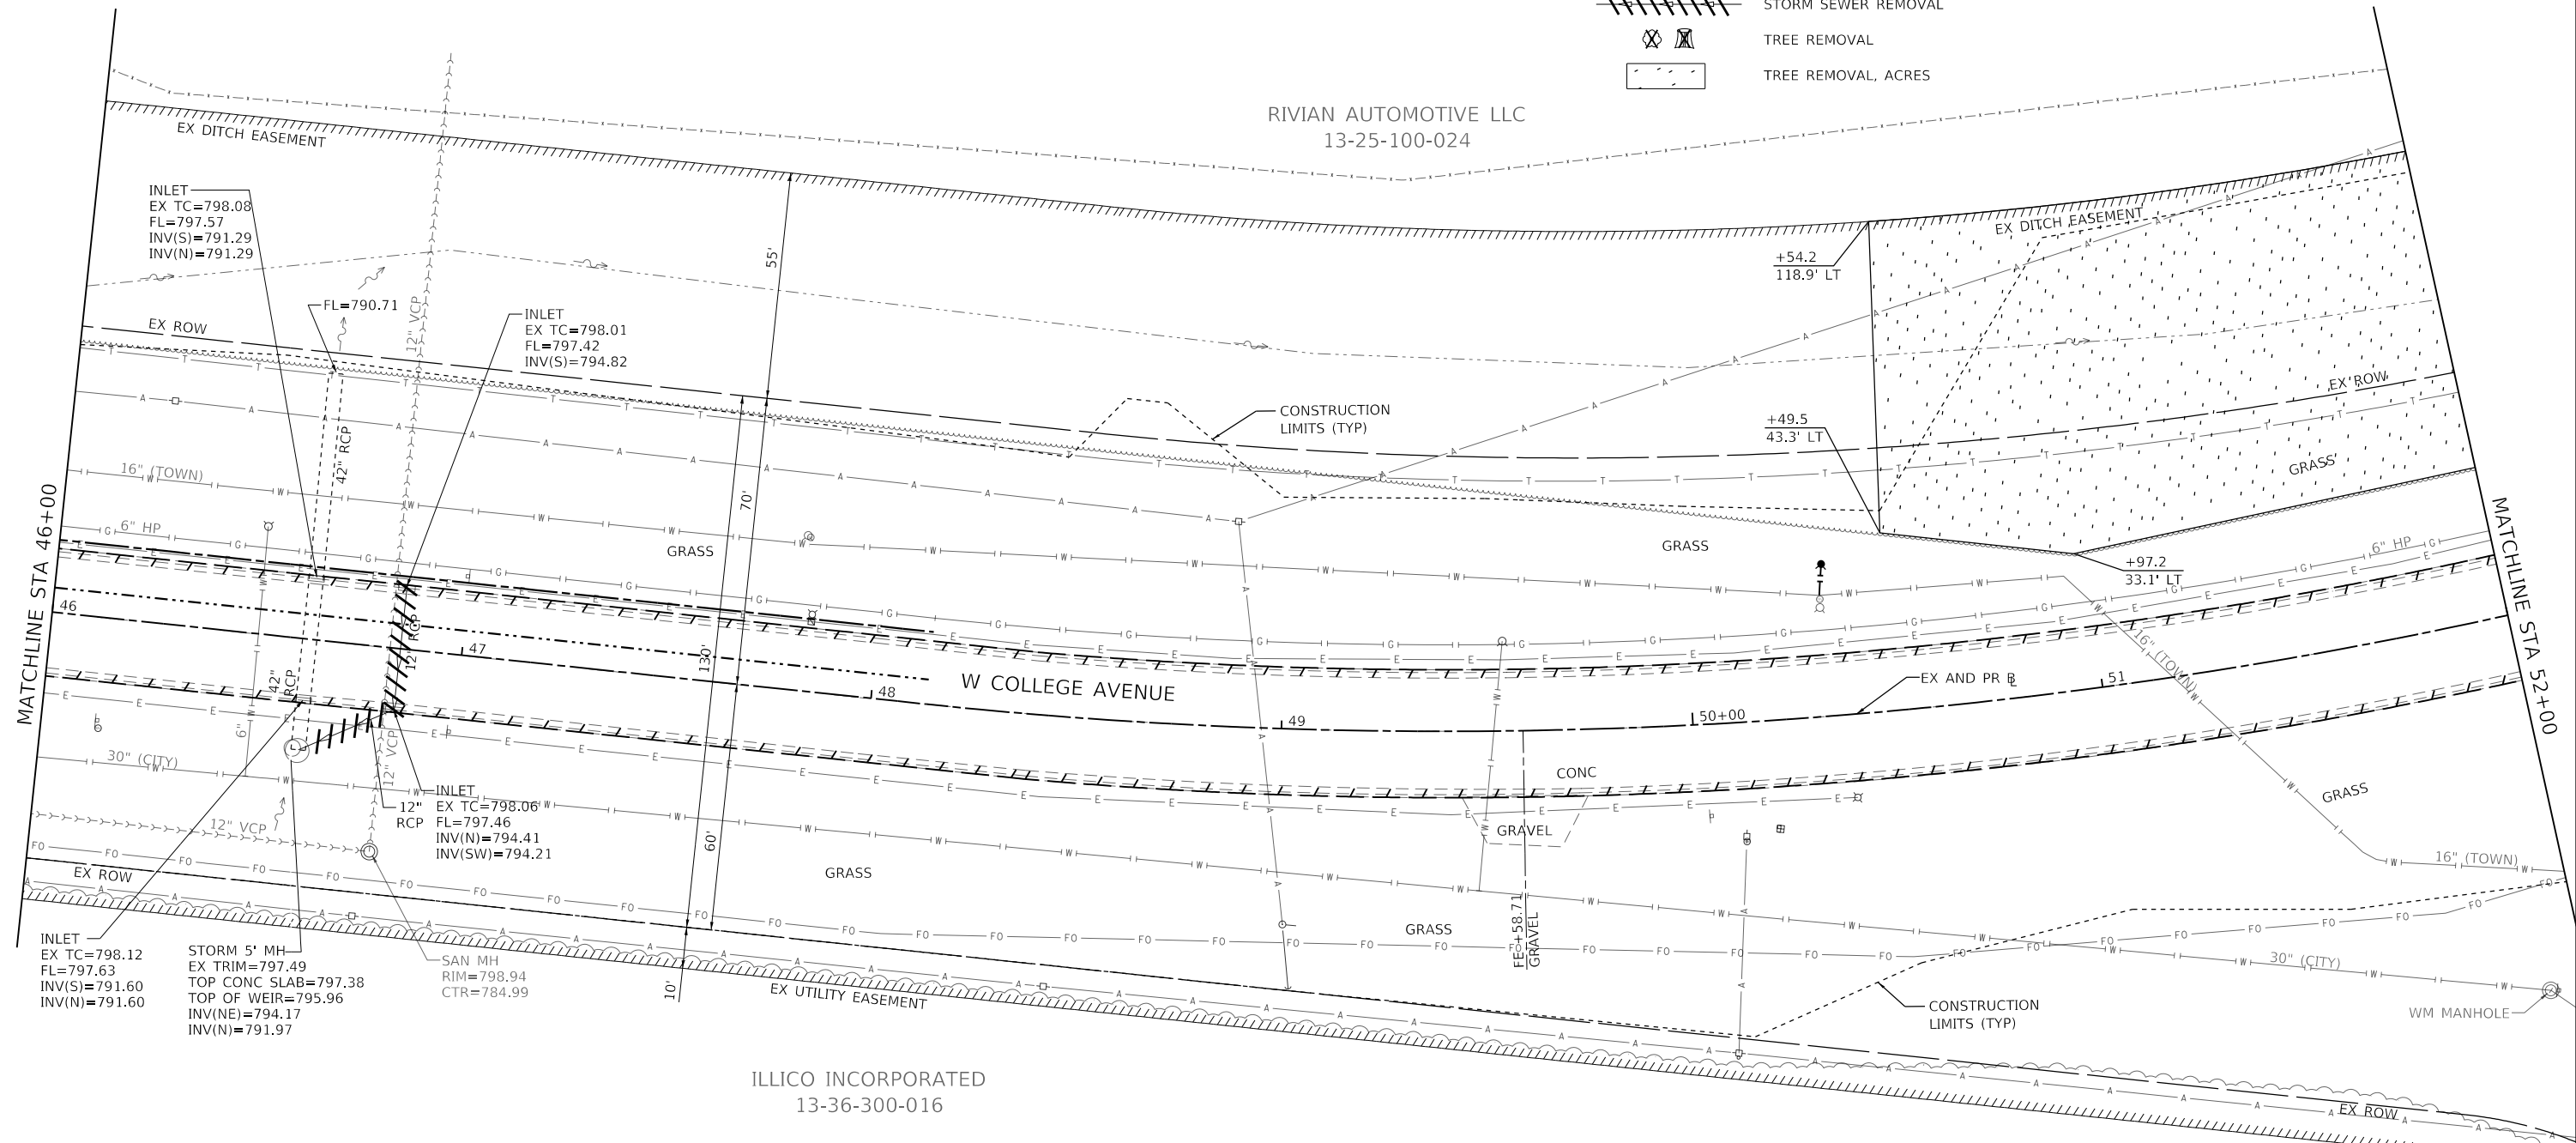 STORM SEWER REMOVAL
TREE REMOVAL
TREE REMOVAL, ACRES
RIVIAN AUTOMOTIVE LLC
13-25-100-024
EX DITCH EASEMENT
INLET
EX TC=798.08
FL=797.57
INV(S)=791.29
INV(N)=791.29
FL=790.71
12" VCP
INLET
EX TC=798.01
FL=797.42
INV(S)=794.82
55'
EX DITCH EASEMENT
+54.2
118.9' LT
EX ROW
EX ROW
CONSTRUCTION
LIMITS (TYP)
+49.5
43.3' LT
42" RCP
70'
16" (TOWN)
GRASS
MATCHLINE STA 46+00
6" HP
GRASS
GRASS
6" HP
+97.2
33.1' LT
MATCHLINE STA 52+00
46
47
12" RCP
130'
48
W COLLEGE AVENUE
49
50+00
EX AND PR BL
51
16" (TOWN)
42"
RCP
6"
30" (CITY)
12" VCP
CONC
GRAVEL
GRASS
12"
RCP
INLET
EX TC=798.06
FL=797.46
INV(N)=794.41
INV(SW)=794.21
12" VCP
60'
GRASS
16" (TOWN)
EX ROW
GRASS
FE+58.71
GRAVEL
INLET
EX TC=798.12
FL=797.63
INV(S)=791.60
INV(N)=791.60
STORM 5' MH
EX TRIM=797.49
TOP CONC SLAB=797.38
TOP OF WEIR=795.96
INV(NE)=794.17
INV(N)=791.97
SAN MH
RIM=798.94
CTR=784.99
10'
EX UTILITY EASEMENT
30" (CITY)
CONSTRUCTION
LIMITS (TYP)
WM MANHOLE
ILLICO INCORPORATED
13-36-300-016
EX ROW